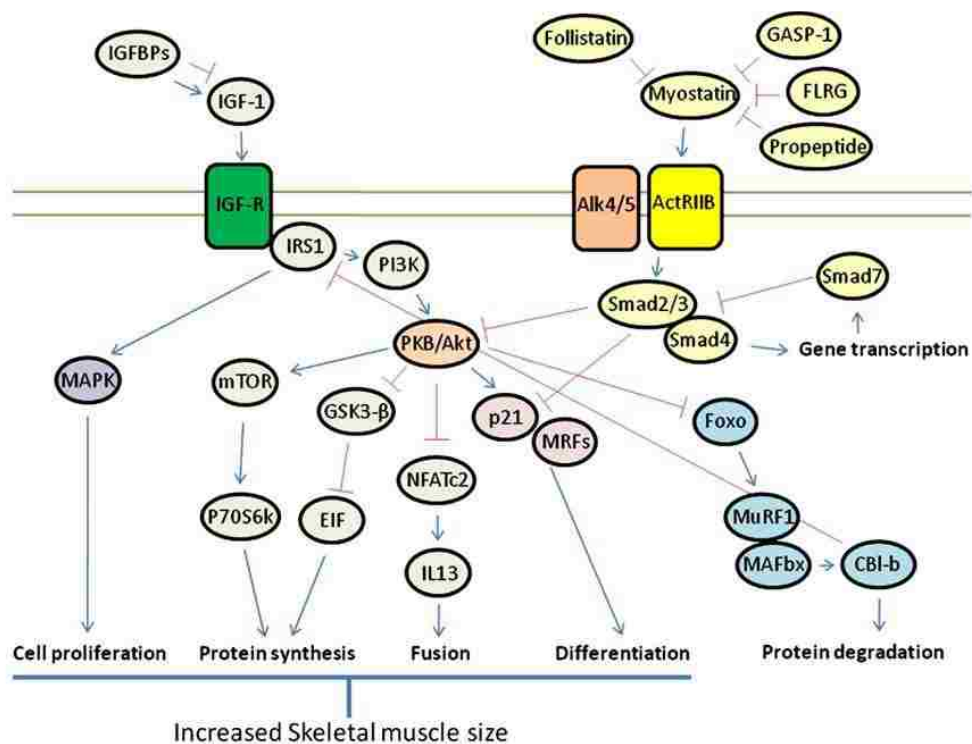 IGFBPs
IGF-1
IGF-R
IRS1
PI3K
Follistatin
GASP-1
Myostatin
FLRG
Propeptide
Alk4/5
ActRIIB
Smad2/3
Smad7
Smad4
Gene transcription
PKB/Akt
MAPK
mTOR
GSK3-β
p21
MRFs
Foxo
NFATc2
P70S6k
EIF
IL13
MuRF1
MAFbx
CBl-b
Cell proliferation
Protein synthesis
Fusion
Differentiation
Protein degradation
Increased Skeletal muscle size